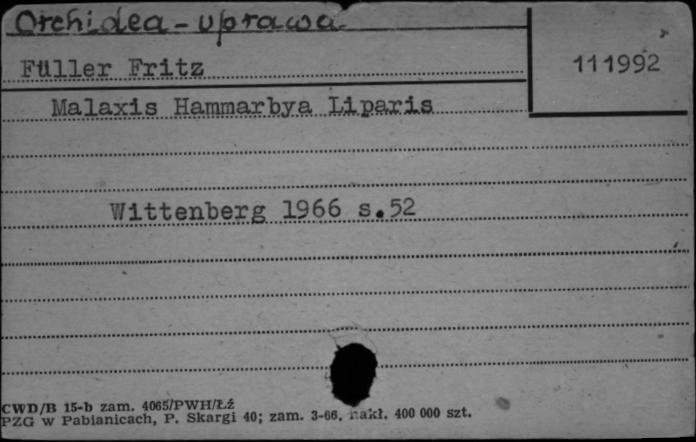 Orchidea - uprawa
Füller Fritz
111992
Malaxis Hammarbya Liparis
Wittenberg 1966 s.52
CWD/B 15-b zam. 4065/PWH/Łź
PZG w Pabianicach, P. Skargi 40; zam. 3-66. nakł. 400 000 szt.